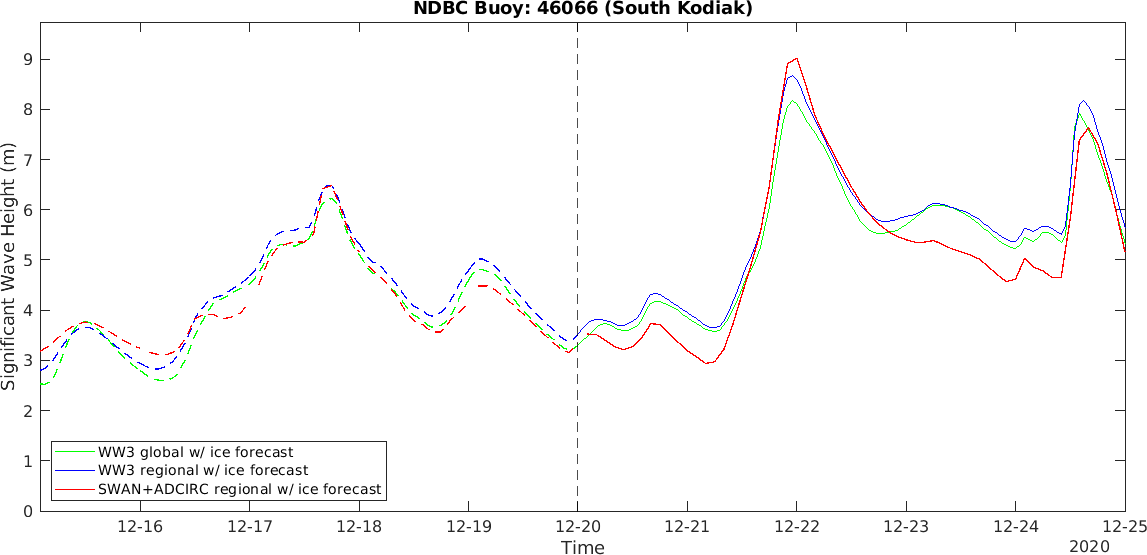 NDBC Buoy: 46066 (South Kodiak)
Significant Wave Height (m)
9
8
7
6
5
4
3
2
1
0
WW3 global w/ ice forecast
WW3 regional w/ ice forecast
SWAN+ADCIRC regional w/ ice forecast
12-16 12-17 12-18 12-19 12-20 12-21 12-22 12-23 12-24 12-25
Time
2020